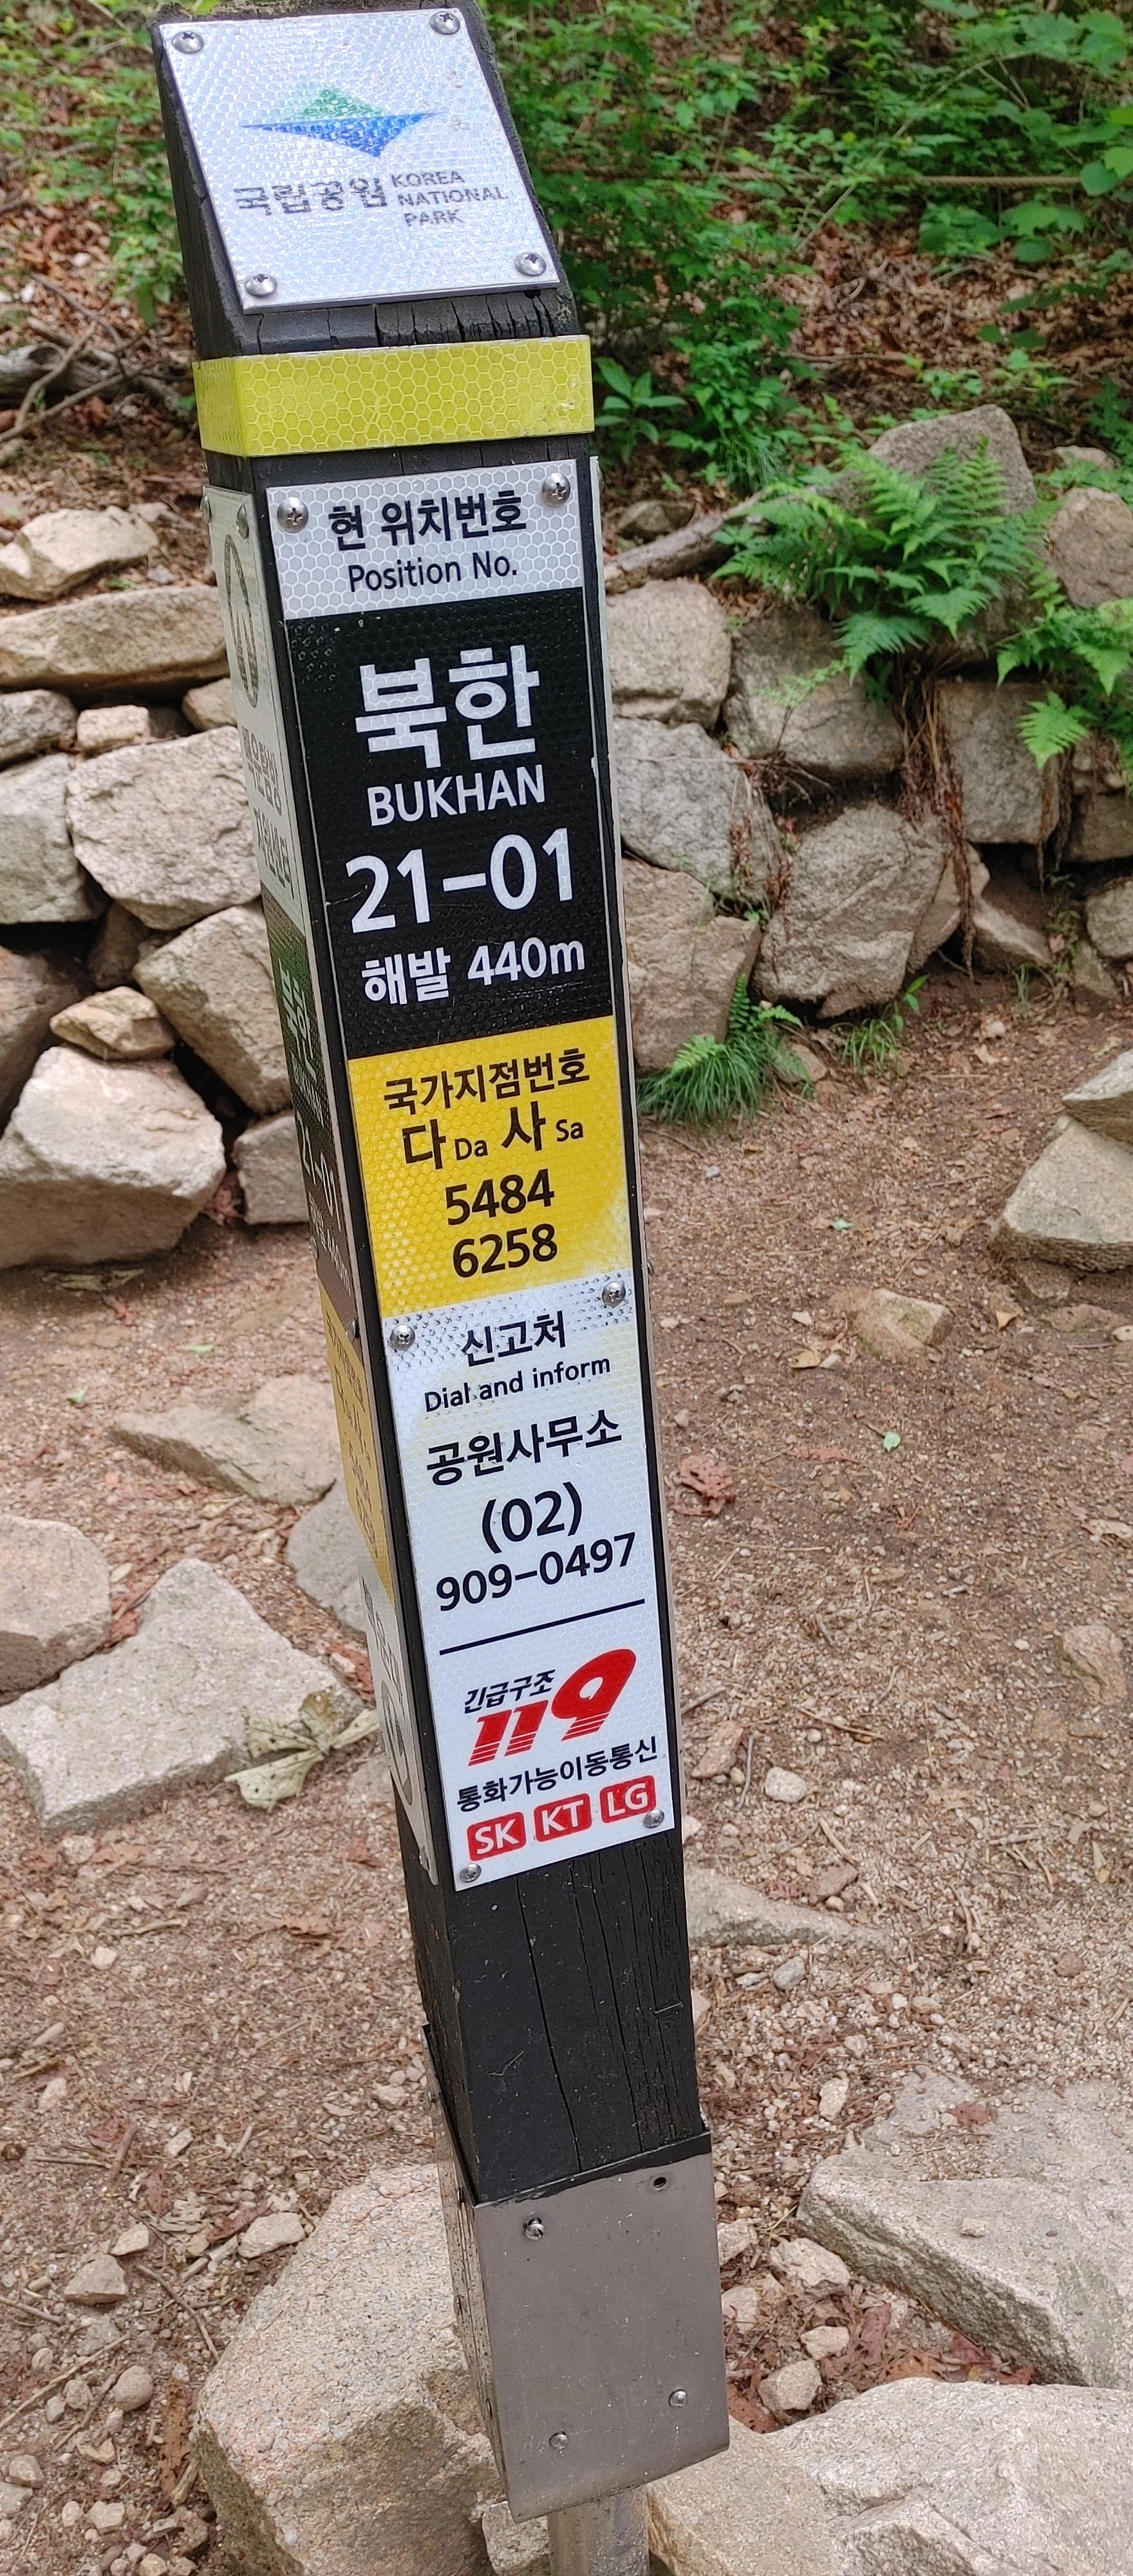 국립공원 KOREA
NATIONAL
PARK
현 위치번호
Position No.
북한
BUKHAN
21-01
해발 440m
국가지점번호
다 Da 사 Sa
5484
6258
신고처
Dial and inform
공원사무소
(02)
909-0497
긴급구조
119
통화가능이동통신
SK KT LG